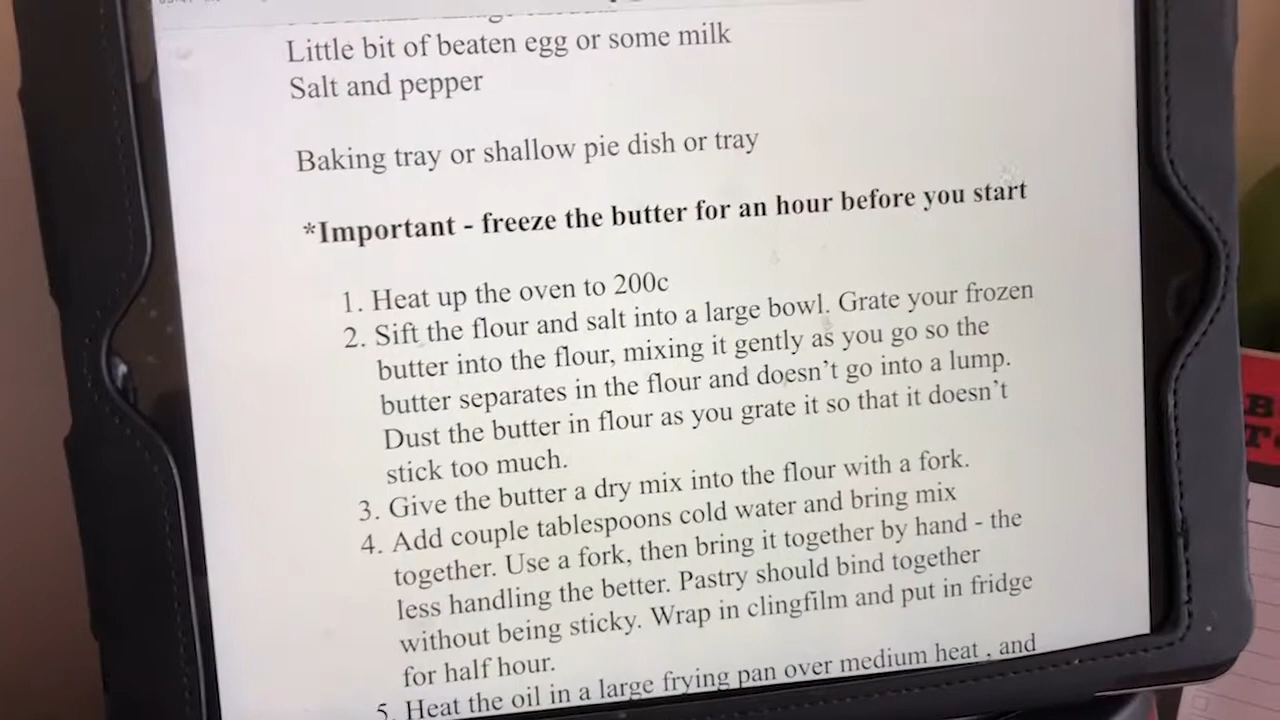 Little bit of beaten egg or some milk
Salt and pepper
Baking tray or shallow pie dish or tray
*Important - freeze the butter for an hour before you start
1. Heat up the oven to 200c
2. Sift the flour and salt into a large bowl. Grate your frozen
butter into the flour, mixing it gently as you go so the
butter separates in the flour and doesn't go into a lump.
Dust the butter in flour as you grate it so that it doesn't
stick too much.
3. Give the butter a dry mix into the flour with a fork.
4. Add couple tablespoons cold water and bring mix
together. Use a fork, then bring it together by hand - the
less handling the better. Pastry should bind together
without being sticky. Wrap in clingfilm and put in fridge
for half hour.
5. Heat the oil in a large frying pan over medium heat , and